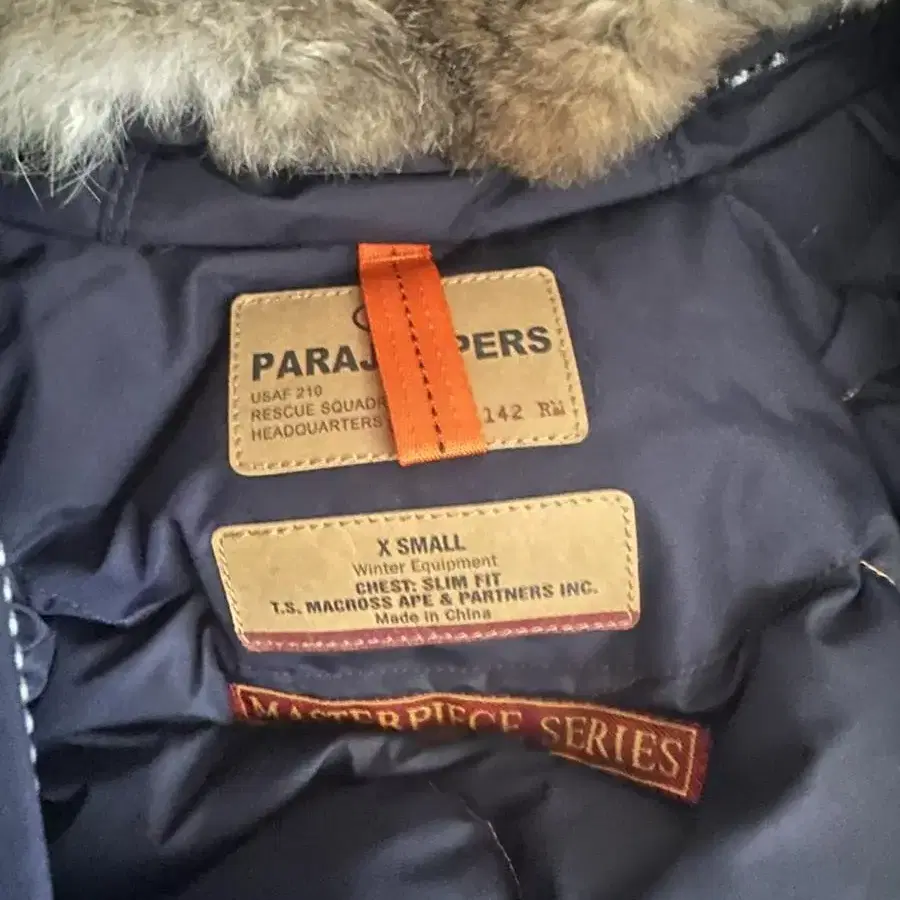 PARAJ PERS
USAF 210
RESCUE SQUADR 142 RM
HEADQUARTERS
X SMALL
Winter Equipment
CHEST: SLIM FIT
T.S. MACROSS APE & PARTNERS INC.
Made in China
MASTERPIECE SERIES